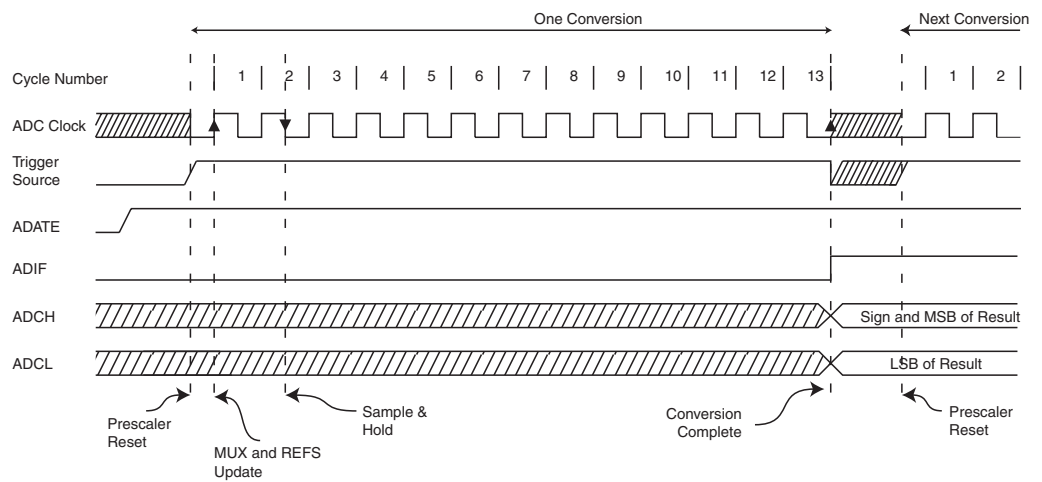 One Conversion
Next Conversion
Cycle Number
1 2 3 4 5 6 7 8 9 10 11 12 13 1 2
ADC Clock
Trigger
Source
ADATE
ADIF
ADCH
Sign and MSB of Result
ADCL
LSB of Result
Prescaler
Reset
MUX and REFS
Update
Sample &
Hold
Conversion
Complete
Prescaler
Reset